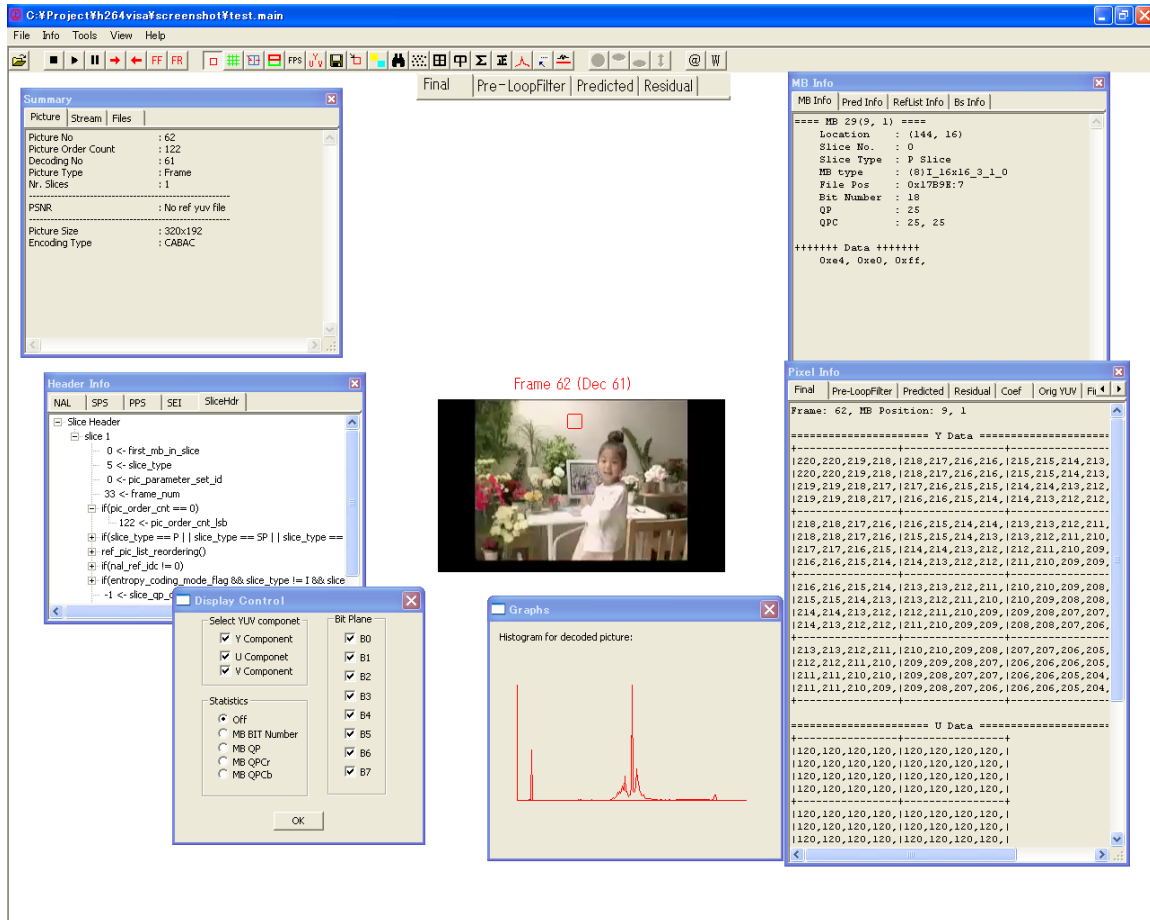 C:¥Project¥h264visa¥screenshot¥test.main
File Info Tools View Help
FF FR FPS YUV @ W
Final Pre-LoopFilter Predicted Residual
Summary
Picture Stream Files
Picture No : 62
Picture Order Count : 122
Decoding No : 61
Picture Type : Frame
Nr. Slices : 1
PSNR : No ref yuv file
Picture Size : 320x192
Encoding Type : CABAC
MB Info
MB Info Pred Info RefList Info Bs Info
==== MB 29(9, 1) ====
Location : (144, 16)
Slice No. : 0
Slice Type : P Slice
MB type : (8)I_16x16_3_1_0
File Pos : 0x17B9E:7
Bit Number : 18
QP : 25
QPC : 25, 25
+++++++ Data +++++++
0xe4, 0xe0, 0xff,
Header Info
NAL SPS PPS SEI SliceHdr
Slice Header
slice 1
0 <- first_mb_in_slice
5 <- slice_type
0 <- pic_parameter_set_id
33 <- frame_num
if(pic_order_cnt == 0)
122 <- pic_order_cnt_lsb
if(slice_type == P || slice_type == SP || slice_type ==
ref_pic_list_reordering()
if(nal_ref_idc != 0)
if(entropy_coding_mode_flag && slice_type != I && slice
-1 <- slice_qp_d
Frame 62 (Dec 61)
Display Control
Select YUV componet
Y Component
U Componet
V Component
Statistics
Off
MB BIT Number
MB QP
MB QPCr
MB QPCb
Bit Plane
B0
B1
B2
B3
B4
B5
B6
B7
OK
Graphs
Histogram for decoded picture:
Pixel Info
Final Pre-LoopFilter Predicted Residual Coef Orig YUV Fi
Frame: 62, MB Position: 9, 1
====================== Y Data ======================
+-----------------+-----------------+-----------------
|220,220,219,218,|218,217,216,216,|215,215,214,213,
|220,220,219,218,|217,217,216,215,|215,215,214,213,
|219,219,218,217,|217,216,215,215,|214,214,213,212,
|219,219,218,217,|216,216,215,214,|214,213,212,212,
+-----------------+-----------------+-----------------
|218,218,217,216,|216,215,214,214,|213,213,212,211,
|218,218,217,216,|215,215,214,213,|213,212,211,210,
|217,217,216,215,|214,214,213,212,|212,211,210,209,
|216,216,215,214,|214,213,212,212,|211,210,209,209,
+-----------------+-----------------+-----------------
|216,216,215,214,|213,213,212,211,|210,210,209,208,
|215,215,214,213,|213,212,211,210,|210,209,208,208,
|214,214,213,212,|212,211,210,209,|209,208,207,207,
|214,213,212,212,|211,210,209,209,|208,208,207,206,
+-----------------+-----------------+-----------------
|213,213,212,211,|210,210,209,208,|207,207,206,205,
|212,212,211,210,|209,209,208,207,|206,206,206,205,
|211,211,210,210,|209,208,207,207,|206,206,205,204,
|211,211,210,209,|209,208,207,206,|206,206,205,204,
+-----------------+-----------------+-----------------
====================== U Data ======================
+-----------------+-----------------+
|120,120,120,120,|120,120,120,120,|
|120,120,120,120,|120,120,120,120,|
|120,120,120,120,|120,120,120,120,|
|120,120,120,120,|120,120,120,120,|
+-----------------+-----------------+
|120,120,120,120,|120,120,120,120,|
|120,120,120,120,|120,120,120,120,|
|120,120,120,120,|120,120,120,120,|